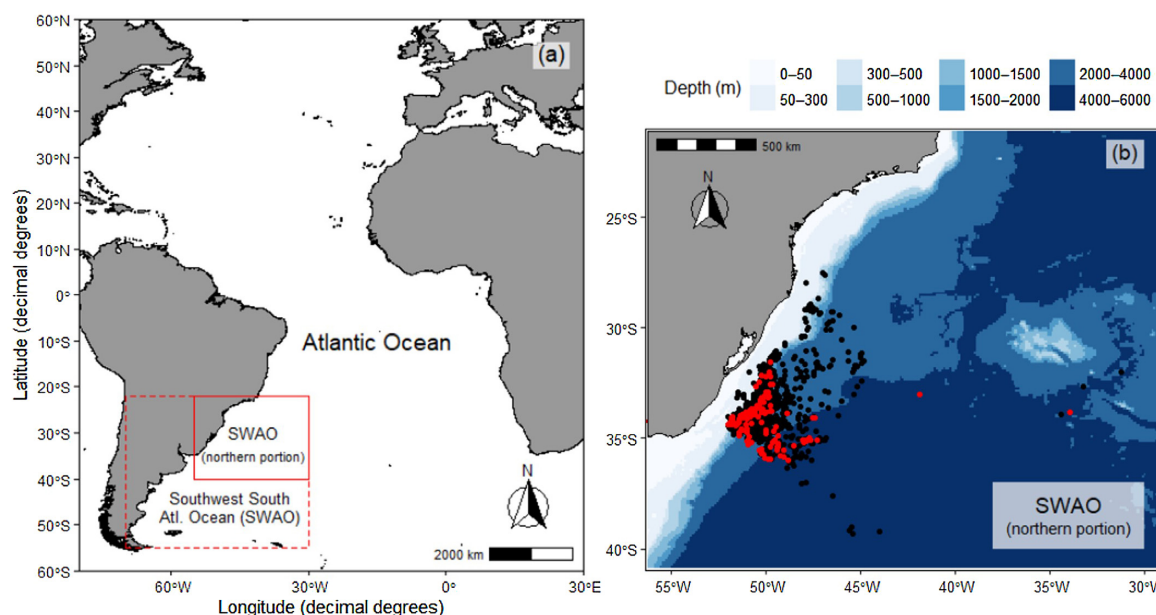 (a)
60°N
50°N
40°N
30°N
20°N
10°N
0°
10°S
20°S
30°S
40°S
50°S
60°S
Latitude (decimal degrees)
Atlantic Ocean
SWAO
(northern portion)
Southwest South
Atl. Ocean (SWAO)
N
2000 km
60°W
30°W
0°
30°E
Longitude (decimal degrees)
Depth (m)
0–50
300–500
1000–1500
2000–4000
50–300
500–1000
1500–2000
4000–6000
500 km
(b)
N
25°S
30°S
35°S
40°S
SWAO
(northern portion)
55°W
50°W
45°W
40°W
35°W
30°W